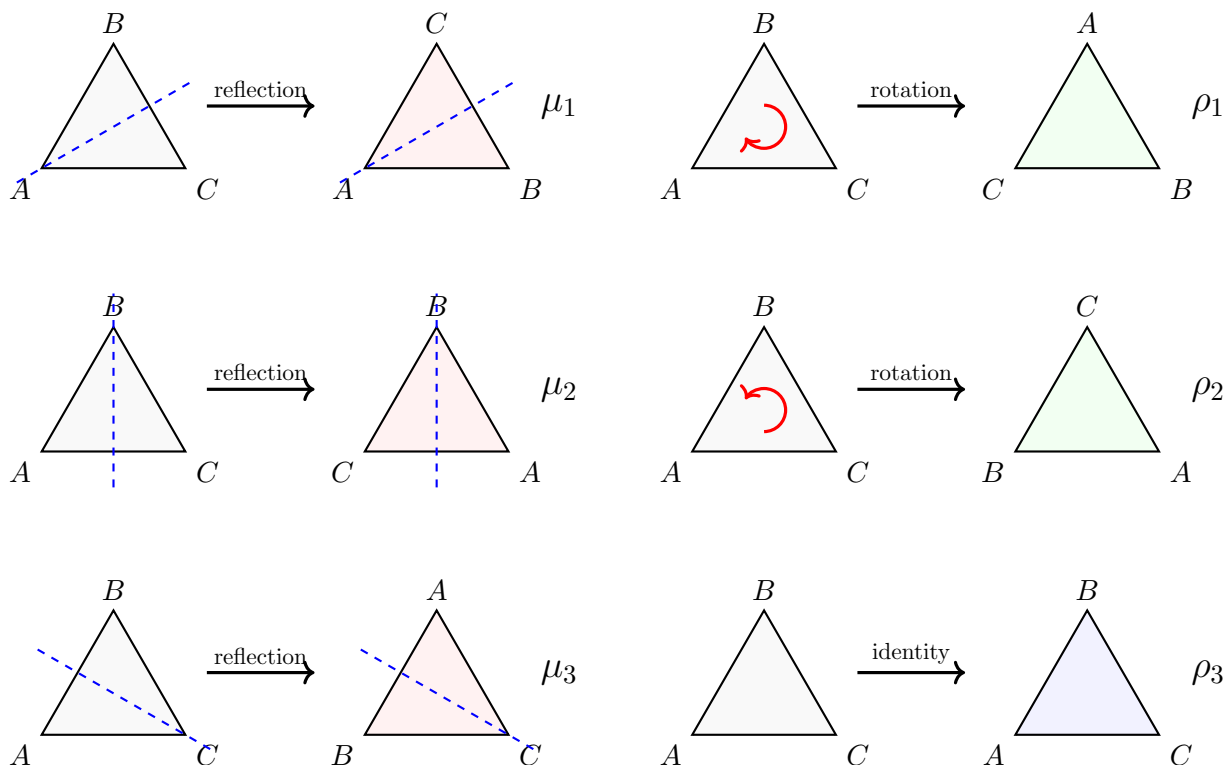 B C B A
reflection μ₁ rotation ρ₁
A C A B A C C B
B B B C
reflection μ₂ rotation ρ₂
A C C A A C B A
B A B B
reflection μ₃ identity ρ₃
A C B C A C A C